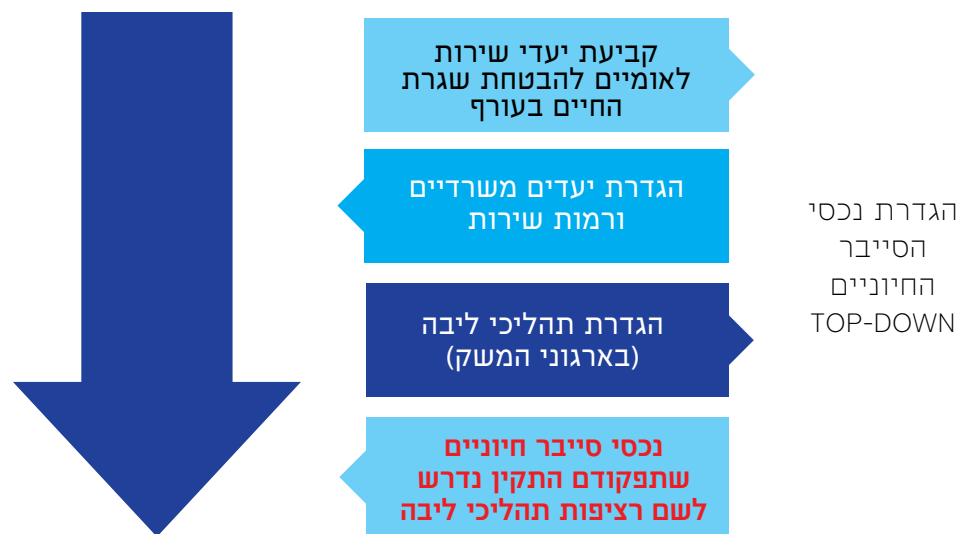 קביעת יעדי שירות
לאומיים להבטחת שגרת
החיים בעורף
הגדרת יעדים משרדיים
ורמות שירות
הגדרת תהליכי ליבה
(בארגוני המשק)
נכסי סייבר חיוניים
שתפקודם התקין נדרש
לשם רציפות תהליכי ליבה
הגדרת נכסי
הסייבר
החיוניים
TOP-DOWN